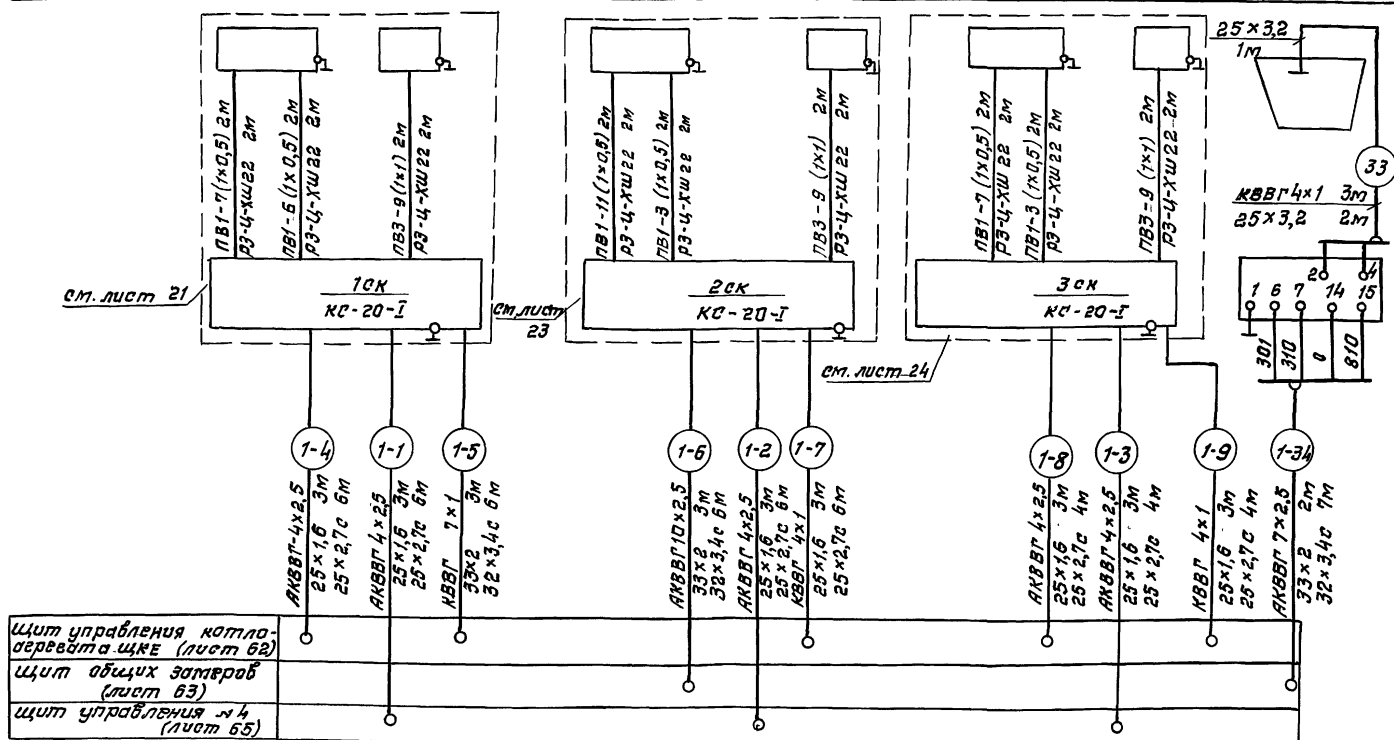 ПВ1-7 (1×0,5) 2м
РЗ-Ц-ХШ22 2м
ПВ1-6 (1×0,5) 2м
РЗ-Ц-ХШ22 2м
ПВ3-9 (1×1) 2м
РЗ-Ц-ХШ22 2м
ПВ1-11 (1×0,5) 2м
РЗ-Ц-ХШ22 2м
ПВ1-3 (1×0,5) 2м
РЗ-Ц-ХШ22 2м
ПВ3-9 (1×1) 2м
РЗ-Ц-ХШ22 2м
ПВ1-7 (1×0,5) 2м
РЗ-Ц-ХШ22 2м
ПВ1-3 (1×0,5) 2м
РЗ-Ц-ХШ22 2м
ПВ3-9 (1×1) 2м
РЗ-Ц-ХШ22 2м
25×3,2
1м
33
КВВГ 4×1 3м
25×3,2 2м
2 4
1 6 7 14 15
301
310
0
810
см. лист 21
1ск
КС-20-I
см. лист
23
2ск
КС-20-I
см. лист 24
3ск
КС-20-I
1-4
1-1
1-5
1-6
1-2
1-7
1-8
1-3
1-9
1-34
АКВВГ-4×2,5
25×1,6 3м
25×2,7с 6м
АКВВГ 4×2,5
25×1,6 3м
25×2,7с 6м
КВВГ 7×1
33×2 3м
32×3,4с 6м
АКВВГ 10×2,5
33×2 3м
32×3,4с 6м
АКВВГ 4×2,5
25×1,6 3м
25×2,7с 6м
КВВГ 4×1
25×1,6 3м
25×2,7с 6м
АКВВГ 4×2,5
25×1,6 3м
25×2,7с 4м
АКВВГ 4×2,5
25×1,6 3м
25×2,7с 4м
КВВГ 4×1
25×1,6 3м
25×2,7с 4м
АКВВГ 7×2,5
33×2 2м
32×3,4с 7м
Щит управления котло-
агрегата ЩКЕ (лист 62)
Щит общих замеров
(лист 63)
Щит управления №4
(лист 65)